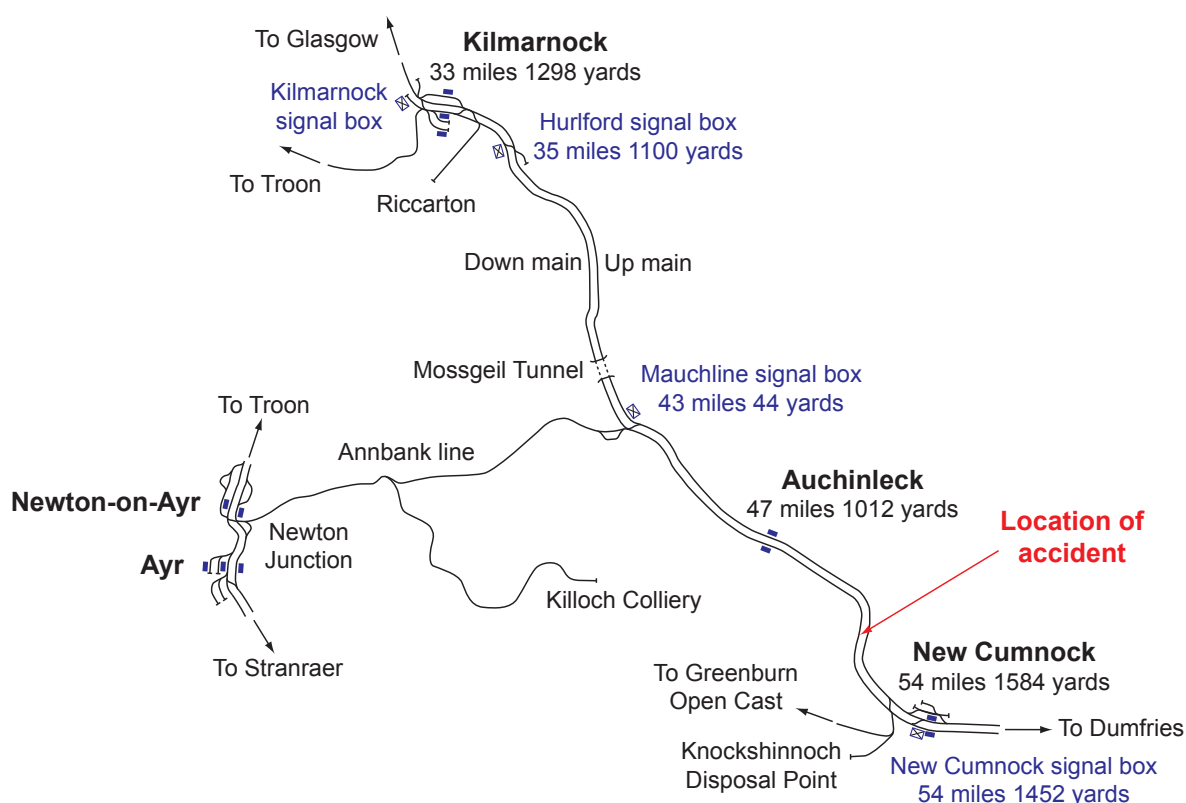 To Glasgow
Kilmarnock
33 miles 1298 yards
Kilmarnock
signal box
Hurlford signal box
35 miles 1100 yards
To Troon
Riccarton
Down main
Up main
Mossgeil Tunnel
Mauchline signal box
43 miles 44 yards
To Troon
Annbank line
Auchinleck
47 miles 1012 yards
Newton-on-Ayr
Newton
Junction
Location of
accident
Ayr
Killoch Colliery
To Stranraer
New Cumnock
54 miles 1584 yards
To Greenburn
Open Cast
To Dumfries
Knockshinnoch
Disposal Point
New Cumnock signal box
54 miles 1452 yards